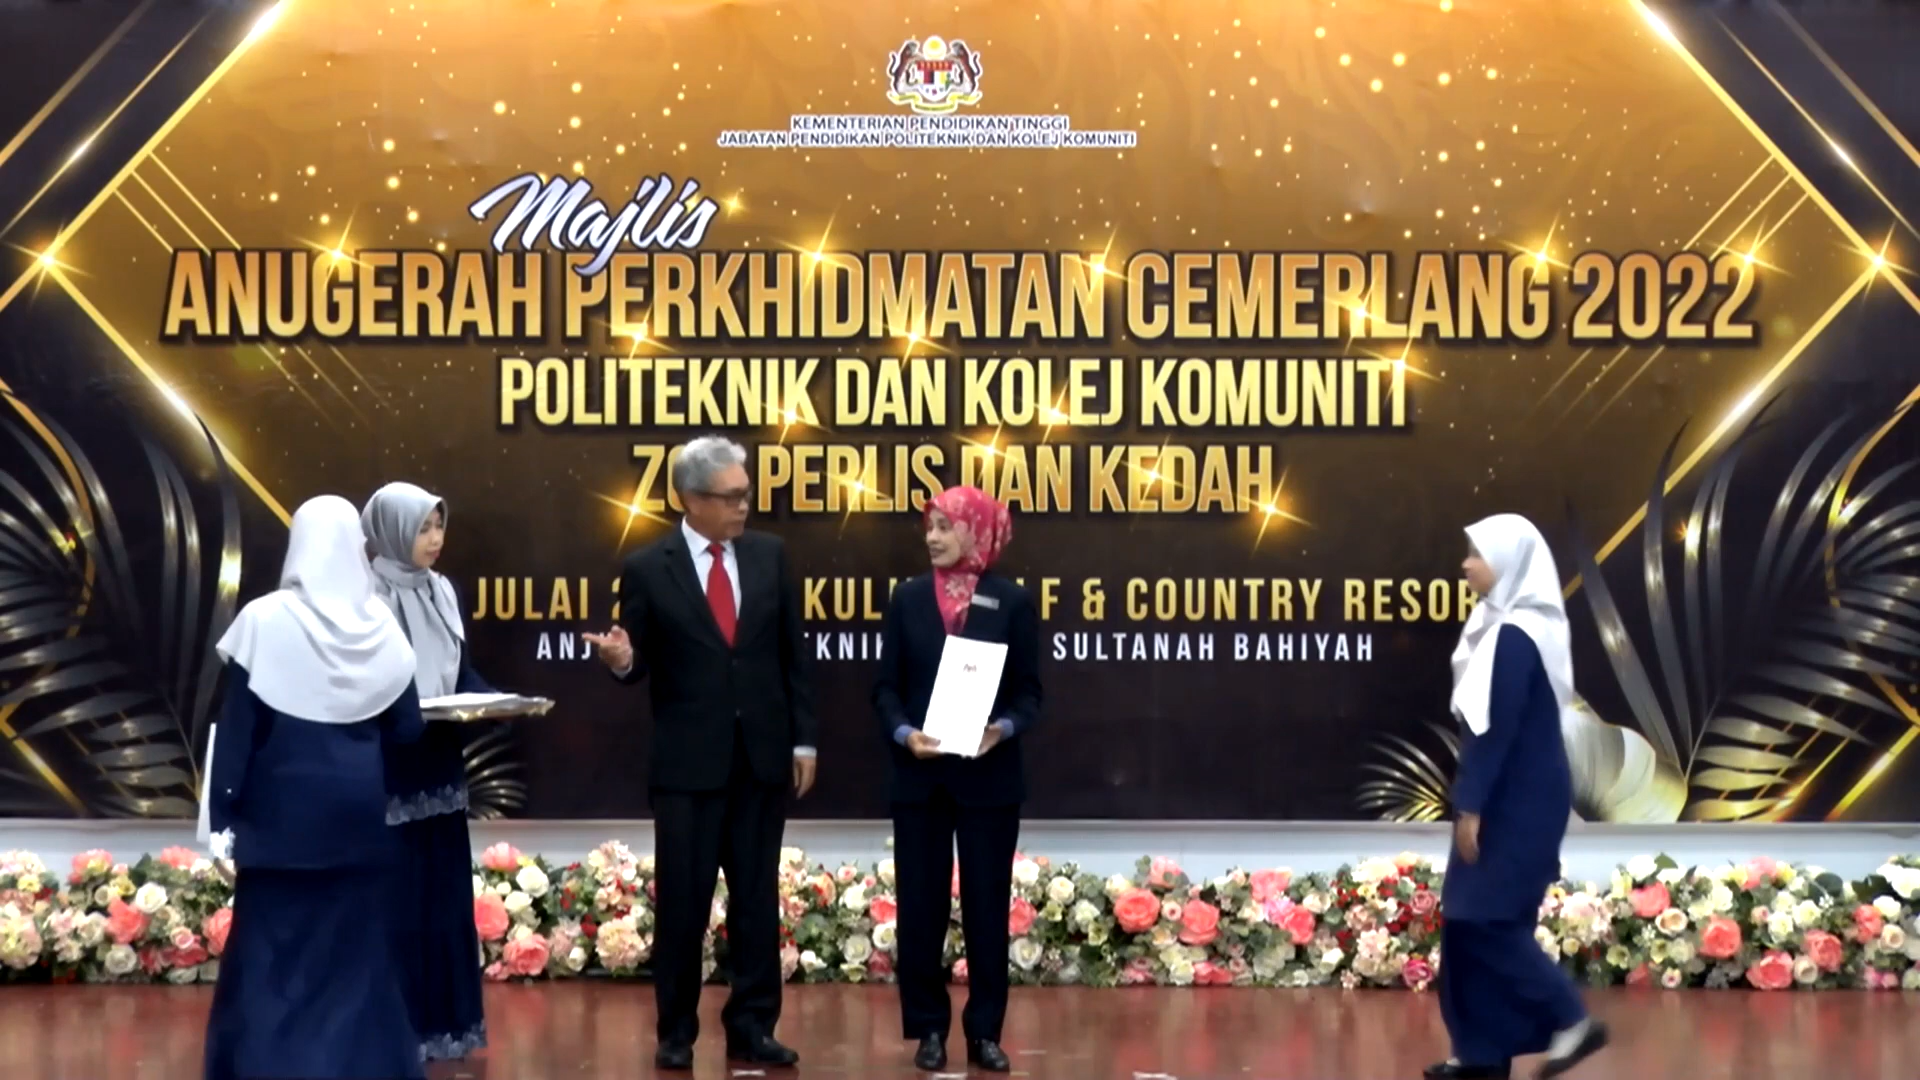 KEMENTERIAN PENDIDIKAN TINGGI
JABATAN PENDIDIKAN POLITEKNIK DAN KOLEJ KOMUNITI
Majlis
ANUGERAH PERKHIDMATAN CEMERLANG 2022
POLITEKNIK DAN KOLEJ KOMUNITI
PERLIS DAN KEDAH
JULAI & COUNTRY
SULTANAH BAHIYAH